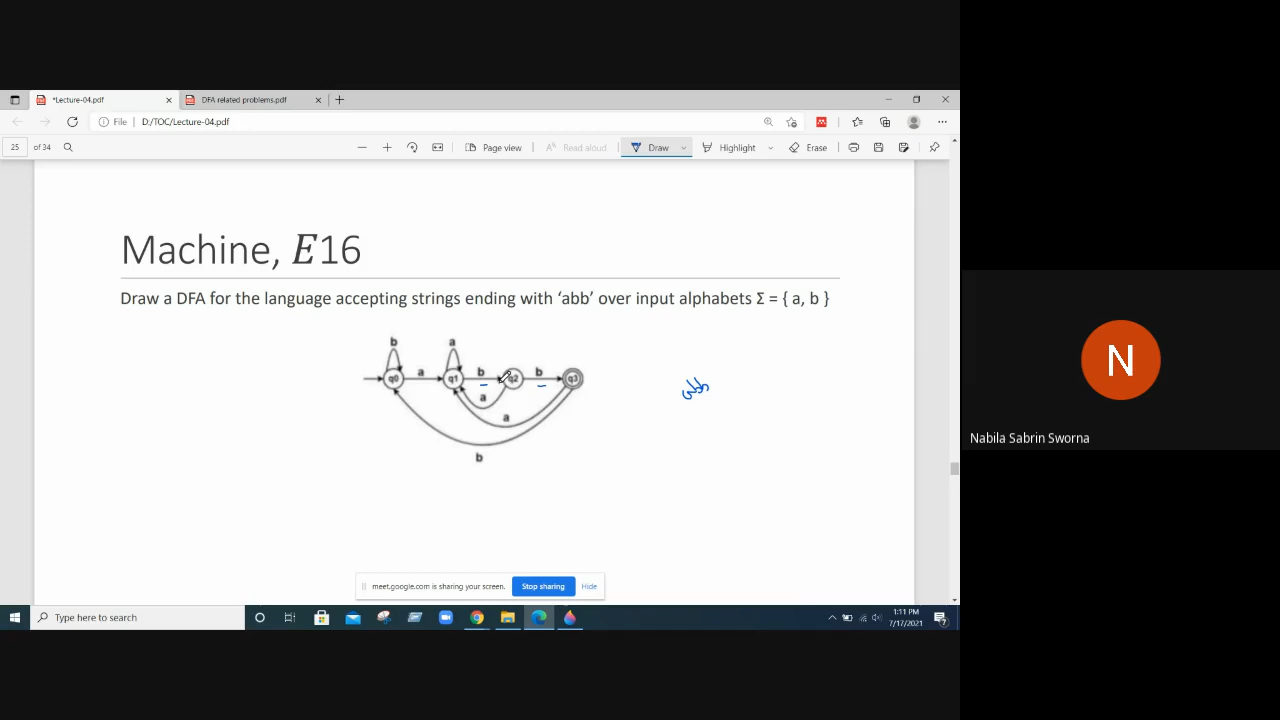 *Lecture-04.pdf
DFA related problems.pdf
File D:/TOC/Lecture-04.pdf
25 of 34
Page view
Read aloud
Draw
Highlight
Erase
Machine, E16
Draw a DFA for the language accepting strings ending with ‘abb’ over input alphabets Σ = { a, b }
b a
q0 a q1 b q2 b q3
a
a
b
abb
N
Nabila Sabrin Sworna
meet.google.com is sharing your screen. Stop sharing Hide
Type here to search
1:11 PM
7/17/2021